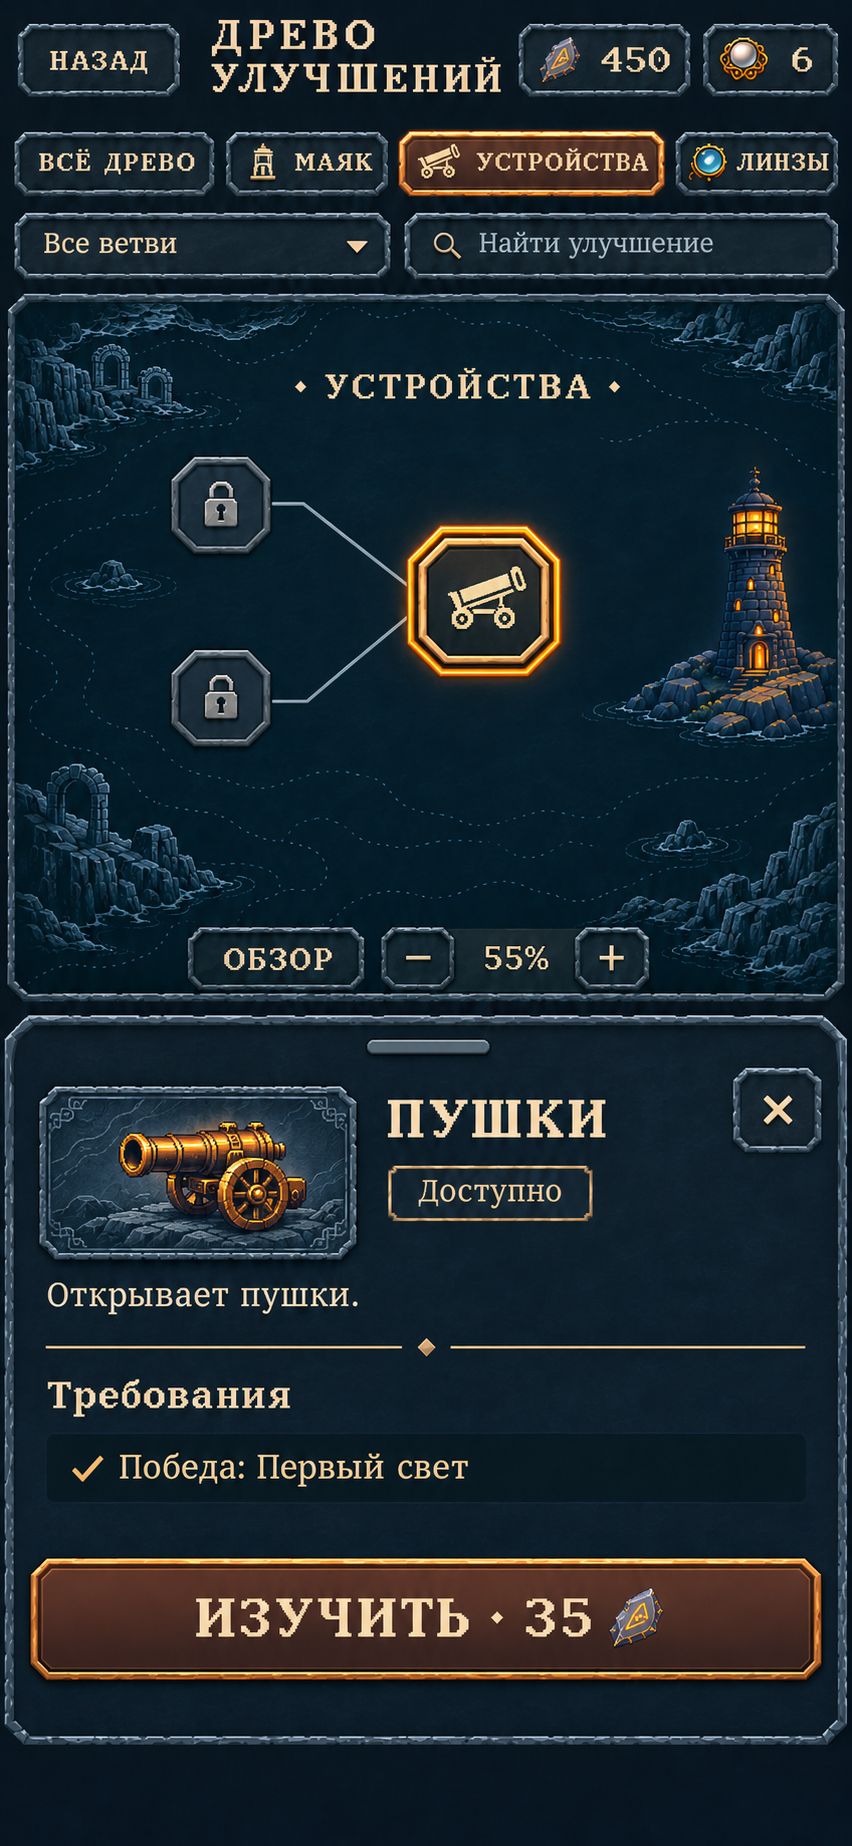 НАЗАД
ДРЕВО
УЛУЧШЕНИЙ
450
6
ВСЁ ДРЕВО
МАЯК
УСТРОЙСТВА
ЛИНЗЫ
Все ветви
Найти улучшение
• УСТРОЙСТВА •
ОБЗОР
− 55% +
ПУШКИ
Доступно
Открывает пушки.
Требования
Победа: Первый свет
ИЗУЧИТЬ · 35